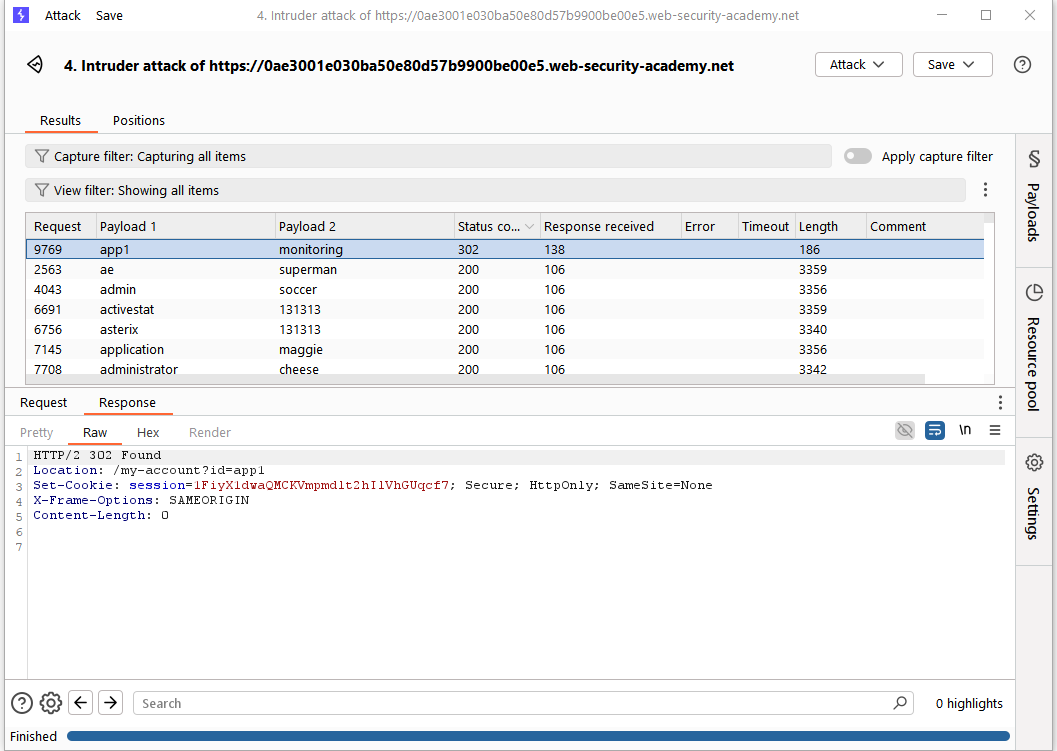 Attack Save 4. Intruder attack of https://0ae3001e030ba50e80d57b9900be00e5.web-security-academy.net
4. Intruder attack of https://0ae3001e030ba50e80d57b9900be00e5.web-security-academy.net Attack Save
Results Positions
Capture filter: Capturing all items Apply capture filter
View filter: Showing all items
Request Payload 1 Payload 2 Status co... Response received Error Timeout Length Comment
9769 app1 monitoring 302 138 186
2563 ae superman 200 106 3359
4043 admin soccer 200 106 3356
6691 activestat 131313 200 106 3359
6756 asterix 131313 200 106 3340
7145 application maggie 200 106 3356
7708 administrator cheese 200 106 3342
Payloads
Resource pool
Settings
Request Response
Pretty Raw Hex Render \n
1 HTTP/2 302 Found
2 Location: /my-account?id=app1
3 Set-Cookie: session=; Secure; HttpOnly; SameSite=None
4 X-Frame-Options: SAMEORIGIN
5 Content-Length: 0
6
7
Search 0 highlights
Finished